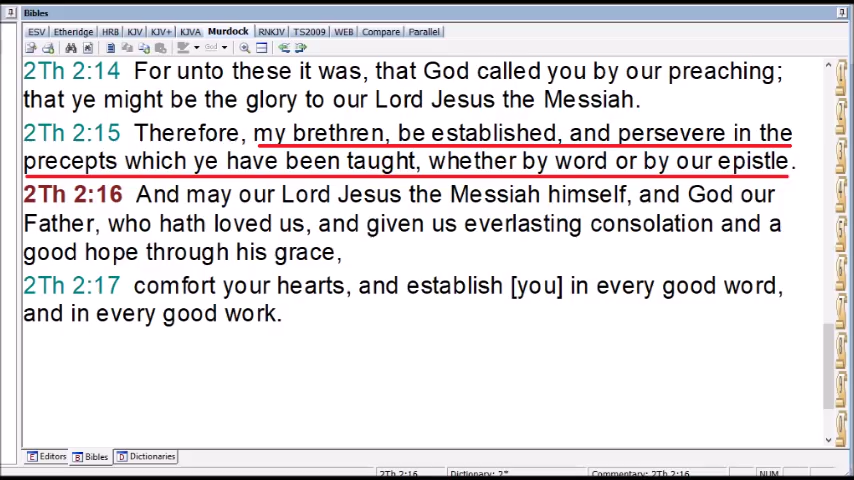 Bibles
ESV Etheridge HRB KJV KJV+ KJVA Murdock RNKJV TS2009 WEB Compare Parallel
God
2Th 2:14 For unto these it was, that God called you by our preaching;
that ye might be the glory to our Lord Jesus the Messiah.
2Th 2:15 Therefore, my brethren, be established, and persevere in the
precepts which ye have been taught, whether by word or by our epistle.
2Th 2:16 And may our Lord Jesus the Messiah himself, and God our
Father, who hath loved us, and given us everlasting consolation and a
good hope through his grace,
2Th 2:17 comfort your hearts, and establish [you] in every good word,
and in every good work.
E Editors B Bibles D Dictionaries
2Th 2:16 Dictionary: 2* Commentary: 2Th 2:16 NUM